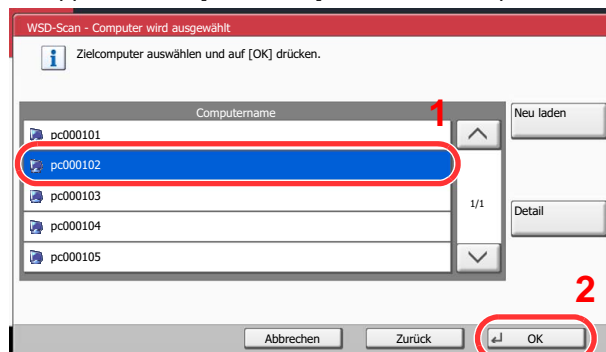 WSD-Scan - Computer wird ausgewählt
Zielcomputer auswählen und auf [OK] drücken.
Computername
1
Neu laden
pc000101
pc000102
pc000103
1/1
Detail
pc000104
pc000105
2
Abbrechen
Zurück
OK